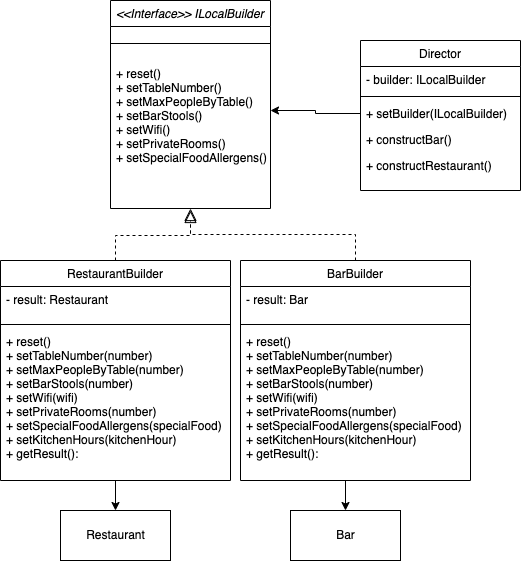 <<Interface>> ILocalBuilder
+ reset()
+ setTableNumber()
+ setMaxPeopleByTable()
+ setBarStools()
+ setWifi()
+ setPrivateRooms()
+ setSpecialFoodAllergens()
Director
- builder: ILocalBuilder
+ setBuilder(ILocalBuilder)
+ constructBar()
+ constructRestaurant()
RestaurantBuilder
- result: Restaurant
+ reset()
+ setTableNumber(number)
+ setMaxPeopleByTable(number)
+ setBarStools(number)
+ setWifi(wifi)
+ setPrivateRooms(number)
+ setSpecialFoodAllergens(specialFood)
+ setKitchenHours(kitchenHour)
+ getResult():
BarBuilder
- result: Bar
+ reset()
+ setTableNumber(number)
+ setMaxPeopleByTable(number)
+ setBarStools(number)
+ setWifi(wifi)
+ setPrivateRooms(number)
+ setSpecialFoodAllergens(specialFood)
+ setKitchenHours(kitchenHour)
+ getResult():
Restaurant
Bar